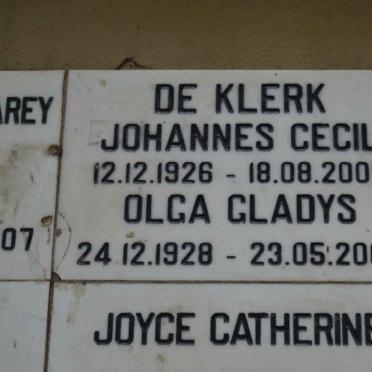 AREY
07
DE KLERK
JOHANNES CECIL
12.12.1926 - 18.08.200
OLGA GLADYS
24.12.1928 - 23.05.20
JOYCE CATHERINE